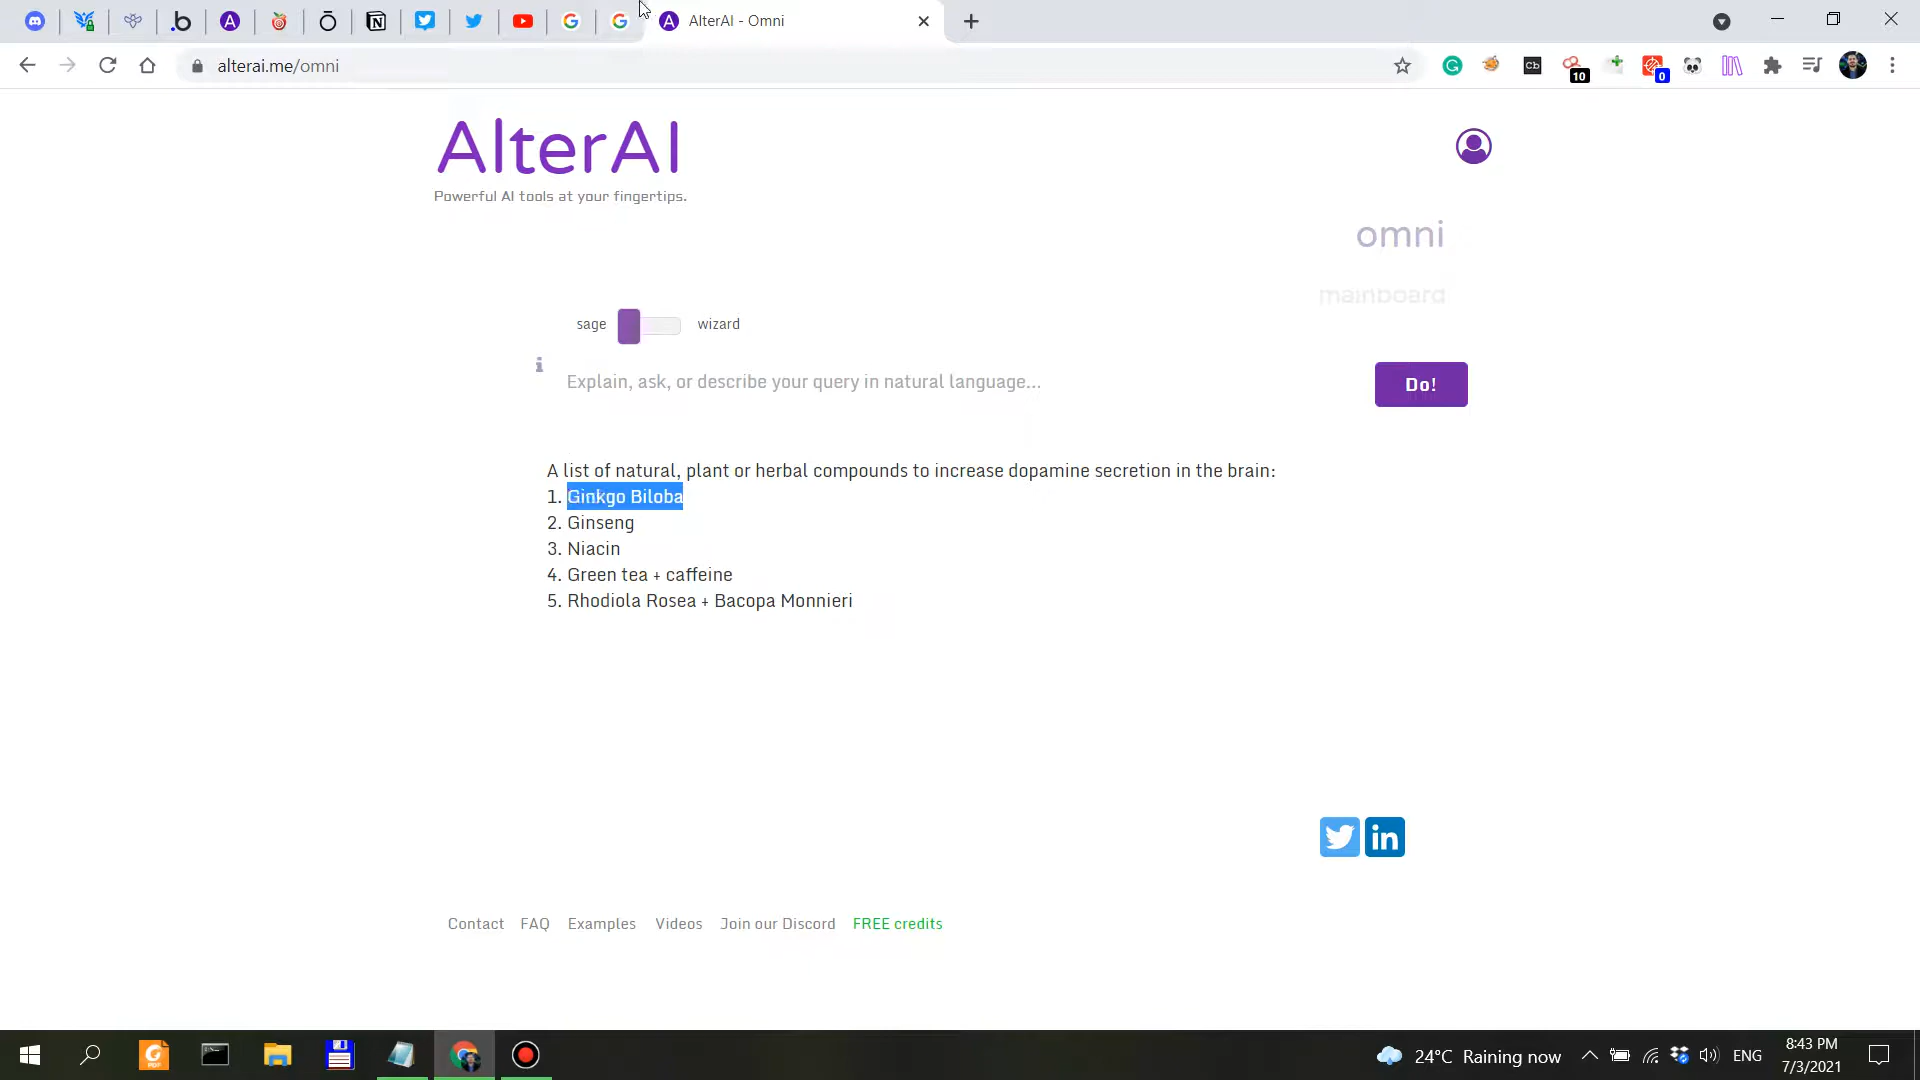 AlterAI - Omni
alterai.me/omni
10
0
Cb
AlterAI
Powerful AI tools at your fingertips.
omni
mainboard
sage
wizard
Explain, ask, or describe your query in natural language...
Do!
A list of natural, plant or herbal compounds to increase dopamine secretion in the brain:
1. Ginkgo Biloba
2. Ginseng
3. Niacin
4. Green tea + caffeine
5. Rhodiola Rosea + Bacopa Monnieri
Contact FAQ Examples Videos Join our Discord FREE credits
24°C Raining now
ENG
8:43 PM
7/3/2021